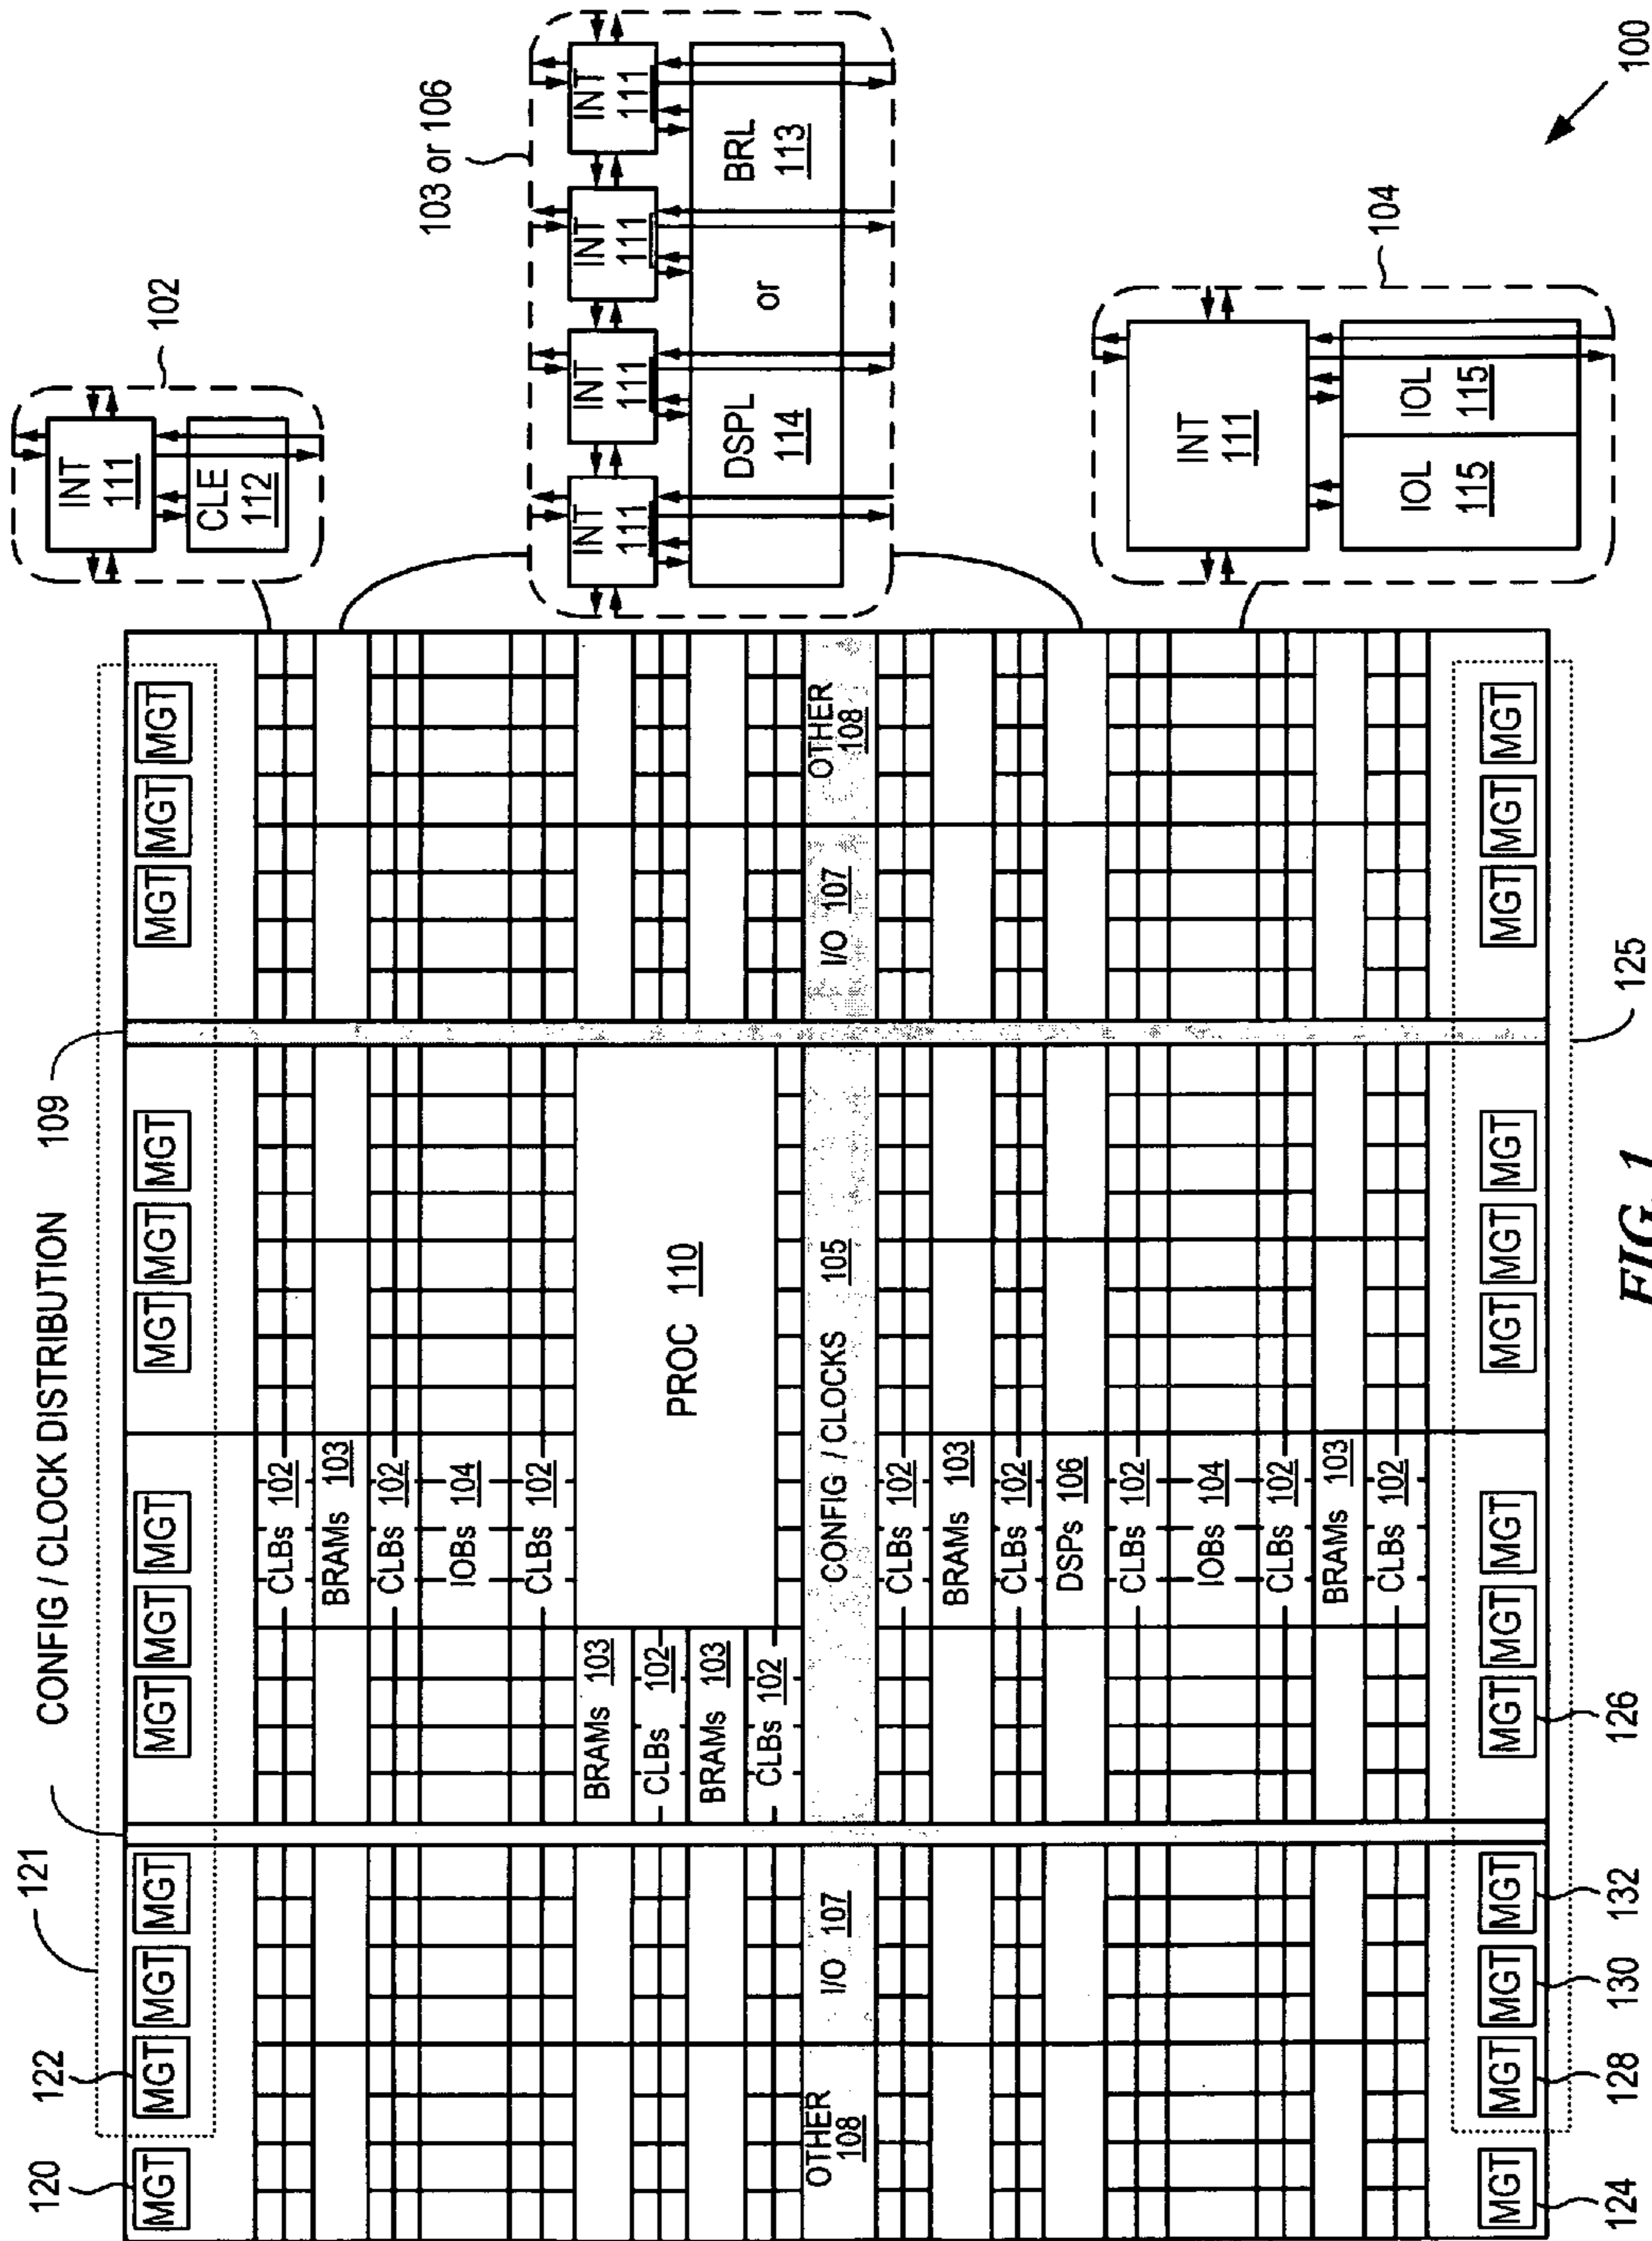 CONFIG / CLOCK DISTRIBUTION 109
121
122
120
MGT
MGT
MGT
MGT
MGT
MGT
MGT
MGT
MGT
MGT
MGT
MGT
MGT
CLBs 102
BRAMs 103
CLBs 102
IOBs 104
CLBs 102
BRAMs 103
CLBs 102
BRAMs 103
CLBs 102
PROC 110
OTHER
108
I/O 107
CONFIG / CLOCKS 105
I/O 107
OTHER
108
CLBs 102
BRAMs 103
CLBs 102
DSPs 106
CLBs 102
IOBs 104
CLBs 102
BRAMs 103
CLBs 102
MGT
MGT
MGT
MGT
MGT
MGT
MGT
MGT
MGT
MGT
MGT
MGT
MGT
124
128
130
132
126
125
102
INT
111
CLE
112
103 or 106
INT
111
INT
111
INT
111
INT
111
DSPL
114
or
BRL
113
104
INT
111
IOL
115
IOL
115
100
FIG. 1